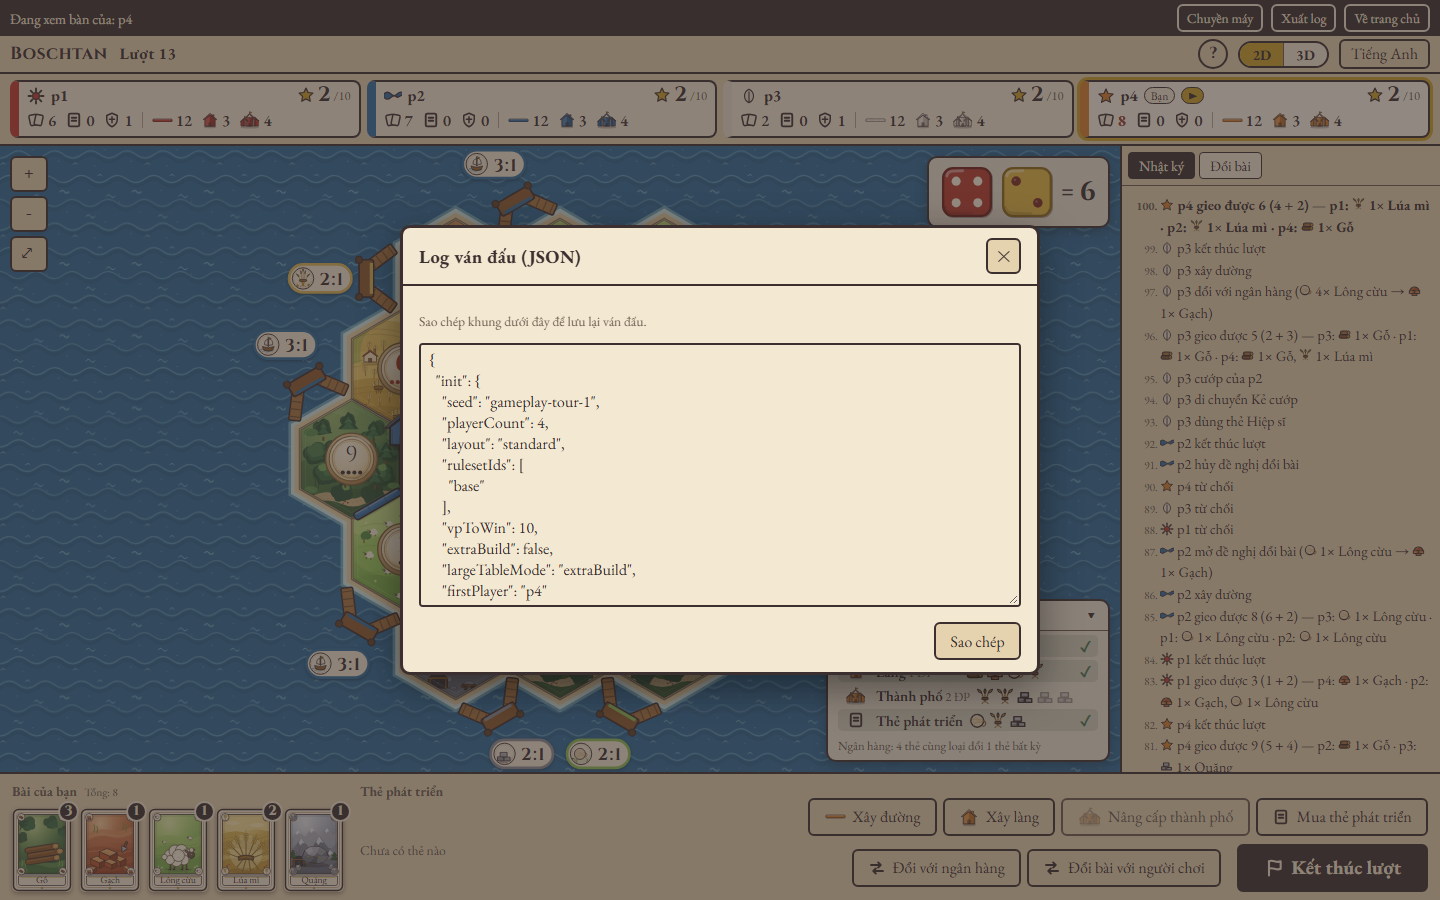 Đang xem bàn của: p4
Chuyền máy
Xuất log
Về trang chủ
BOSCHTAN Lượt 13
?
2D
3D
Tiếng Anh
p1 2/10
6 0 1 12 3 4
p2 2/10
7 0 0 12 3 4
p3 2/10
2 0 1 12 3 4
p4 Bạn 2/10
8 0 0 12 3 4
+
-
3:1
2:1
3:1
9
3:1
2:1
2:1
= 6
Log ván đấu (JSON)
Sao chép khung dưới đây để lưu lại ván đấu.
{
"init": {
"seed": "gameplay-tour-1",
"playerCount": 4,
"layout": "standard",
"rulesetIds": [
"base"
],
"vpToWin": 10,
"extraBuild": false,
"largeTableMode": "extraBuild",
"firstPlayer": "p4"
Sao chép
Thành phố 2 ĐP
Thẻ phát triển
Ngân hàng: 4 thẻ cùng loại đổi 1 thẻ bất kỳ
Nhật ký
Đổi bài
100. p4 gieo được 6 (4 + 2) — p1: 1× Lúa mì
· p2: 1× Lúa mì · p4: 1× Gỗ
99. p3 kết thúc lượt
98. p3 xây đường
97. p3 đổi với ngân hàng (4× Lông cừu →
1× Gạch)
96. p3 gieo được 5 (2 + 3) — p3: 1× Gỗ · p1:
1× Gỗ · p4: 1× Gỗ, 1× Lúa mì
95. p3 cướp của p2
94. p3 di chuyển Kẻ cướp
93. p3 dùng thẻ Hiệp sĩ
92. p2 kết thúc lượt
91. p2 hủy đề nghị đổi bài
90. p4 từ chối
89. p3 từ chối
88. p1 từ chối
87. p2 mở đề nghị đổi bài (1× Lông cừu →
1× Gạch)
86. p2 xây đường
85. p2 gieo được 8 (6 + 2) — p3: 1× Lông cừu ·
p1: 1× Lông cừu · p2: 1× Lông cừu
84. p1 kết thúc lượt
83. p1 gieo được 3 (1 + 2) — p4: 1× Gạch · p2:
1× Gạch, 1× Lông cừu
82. p4 kết thúc lượt
81. p4 gieo được 9 (5 + 4) — p2: 1× Gỗ · p3:
1× Quặng
Bài của bạn Tổng: 8
3 1 1 2 1
Gỗ Gạch Lông cừu Lúa mì Quặng
Thẻ phát triển
Chưa có thẻ nào
Xây đường
Xây làng
Nâng cấp thành phố
Mua thẻ phát triển
Đổi với ngân hàng
Đổi bài với người chơi
Kết thúc lượt